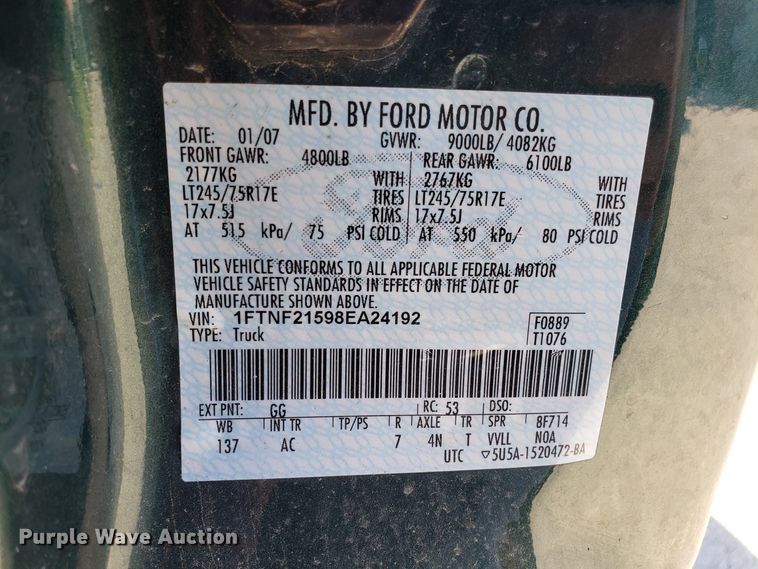 MFD. BY FORD MOTOR CO.
DATE: 01/07 GVWR: 9000LB/ 4082KG
FRONT GAWR: 4800LB REAR GAWR: 6100LB
2177KG WITH 2767KG WITH
LT245/75R17E TIRES LT245/75R17E TIRES
17x7.5J RIMS 17x7.5J RIMS
AT 515 kPa/ 75 PSI COLD AT 550 kPa/ 80 PSI COLD
THIS VEHICLE CONFORMS TO ALL APPLICABLE FEDERAL MOTOR
VEHICLE SAFETY STANDARDS IN EFFECT ON THE DATE OF
MANUFACTURE SHOWN ABOVE.
VIN: 1FTNF21598EA24192 F0889
TYPE: Truck T1076
EXT PNT: GG RC: 53 DSO:
WB INT TR TP/PS R AXLE TR SPR 8F714
137 AC 7 4N T VVLL NOA
UTC ▽5U5A-1520472-BA
Purple Wave Auction